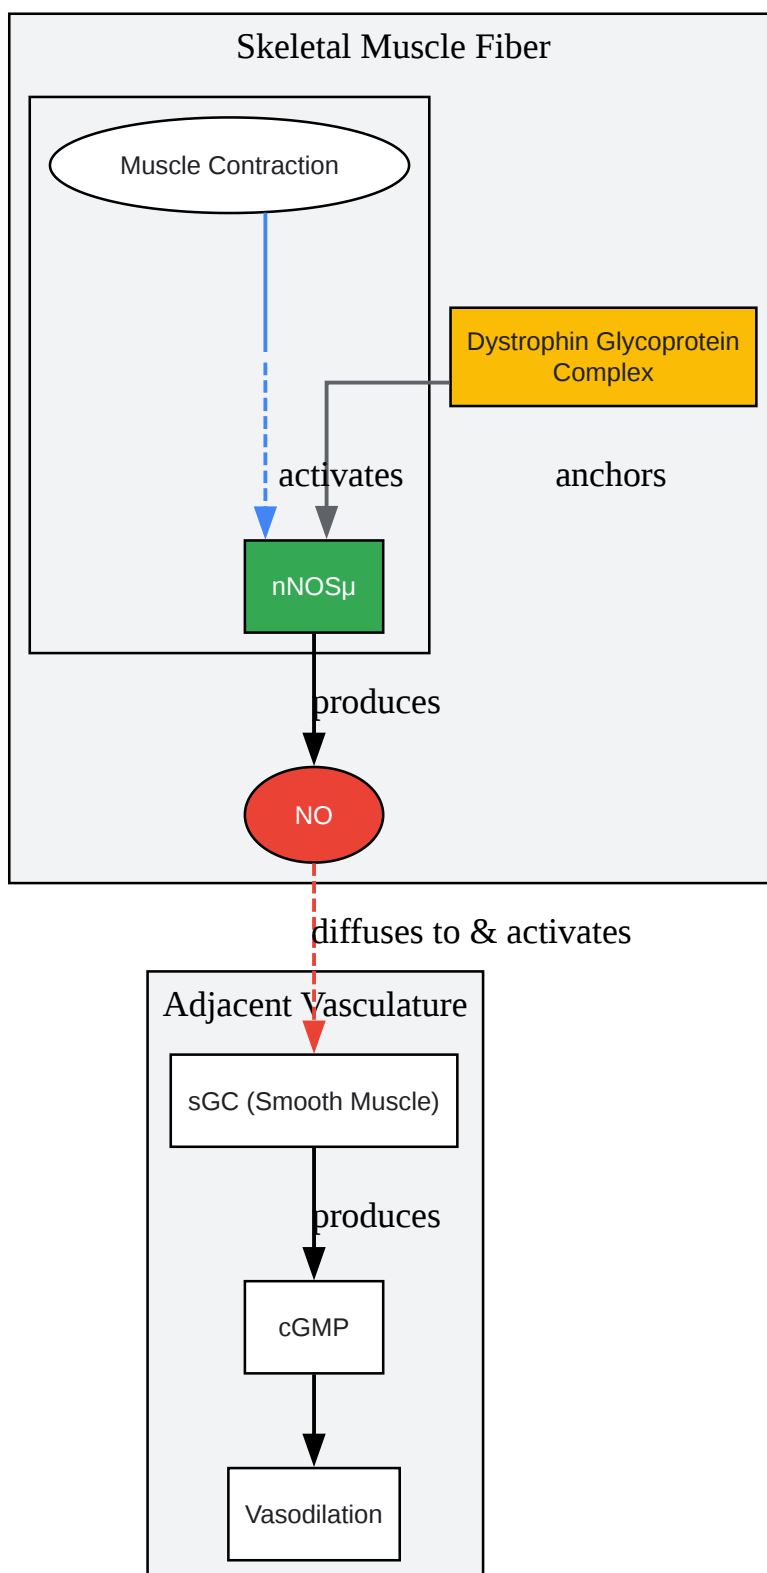 Skeletal Muscle Fiber
Muscle Contraction
Dystrophin Glycoprotein
Complex
activates
anchors
nNOSμ
produces
NO
diffuses to & activates
Adjacent Vasculature
sGC (Smooth Muscle)
produces
cGMP
Vasodilation